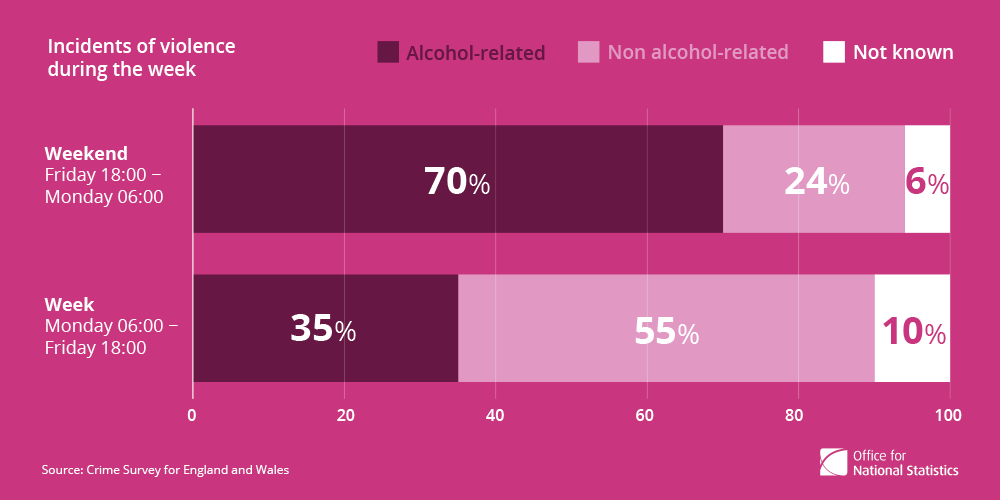 Incidents of violence
during the week
Alcohol-related
Non alcohol-related
Not known
Weekend
Friday 18:00 –
Monday 06:00
70%
24%
6%
Week
Monday 06:00 –
Friday 18:00
35%
55%
10%
0
20
40
60
80
100
Source: Crime Survey for England and Wales
Office for
National Statistics